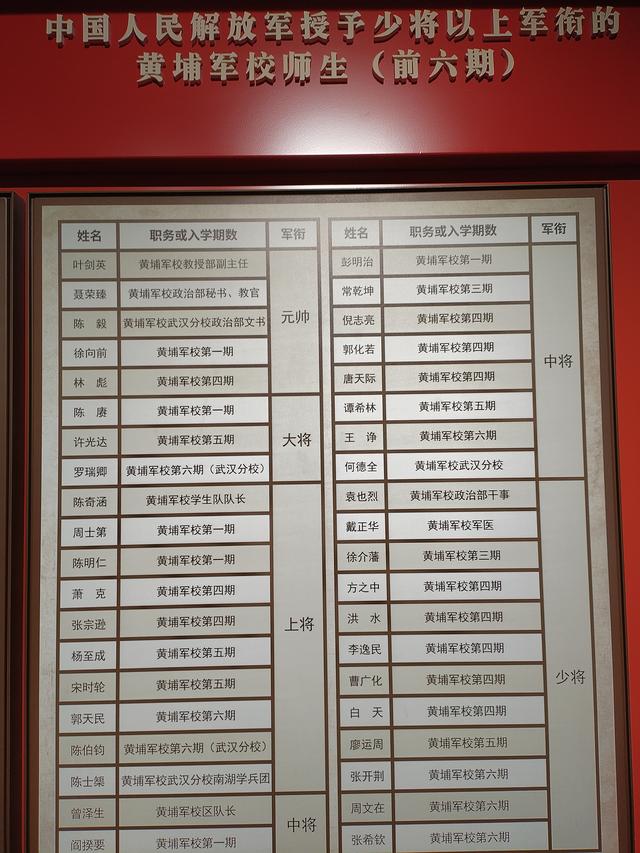 中国人民解放军授予少将以上军衔的
黄埔军校师生（前六期）
姓名 职务或入学期数 军衔
叶剑英 黄埔军校教授部副主任
聂荣臻 黄埔军校政治部秘书、教官
陈毅 黄埔军校武汉分校政治部文书
徐向前 黄埔军校第一期
林彪 黄埔军校第四期
元帅
陈赓 黄埔军校第一期
许光达 黄埔军校第五期
罗瑞卿 黄埔军校第六期（武汉分校）
大将
陈奇涵 黄埔军校学生队队长
周士第 黄埔军校第一期
陈明仁 黄埔军校第一期
萧克 黄埔军校第四期
张宗逊 黄埔军校第四期
杨至成 黄埔军校第五期
宋时轮 黄埔军校第五期
郭天民 黄埔军校第六期
陈伯钧 黄埔军校第六期（武汉分校）
陈士榘 黄埔军校武汉分校南湖学兵团
上将
曾泽生 黄埔军校区队长
阎揆要 黄埔军校第一期
中将
姓名 职务或入学期数 军衔
彭明治 黄埔军校第一期
常乾坤 黄埔军校第三期
倪志亮 黄埔军校第四期
郭化若 黄埔军校第四期
唐天际 黄埔军校第四期
谭希林 黄埔军校第五期
王诤 黄埔军校第六期
何德全 黄埔军校武汉分校
中将
袁也烈 黄埔军校政治部干事
戴正华 黄埔军校军医
徐介藩 黄埔军校第三期
方之中 黄埔军校第四期
洪水 黄埔军校第四期
李逸民 黄埔军校第四期
曹广化 黄埔军校第四期
白天 黄埔军校第四期
廖运周 黄埔军校第五期
张开荆 黄埔军校第六期
周文在 黄埔军校第六期
张希钦 黄埔军校第六期
少将